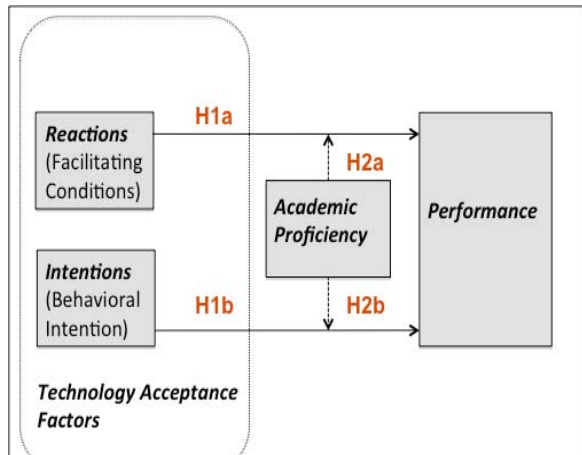 H1a
Reactions
(Facilitating
Conditions)
H2a
Academic
Proficiency
Performance
Intentions
(Behavioral
Intention)
H1b
H2b
Technology Acceptance
Factors